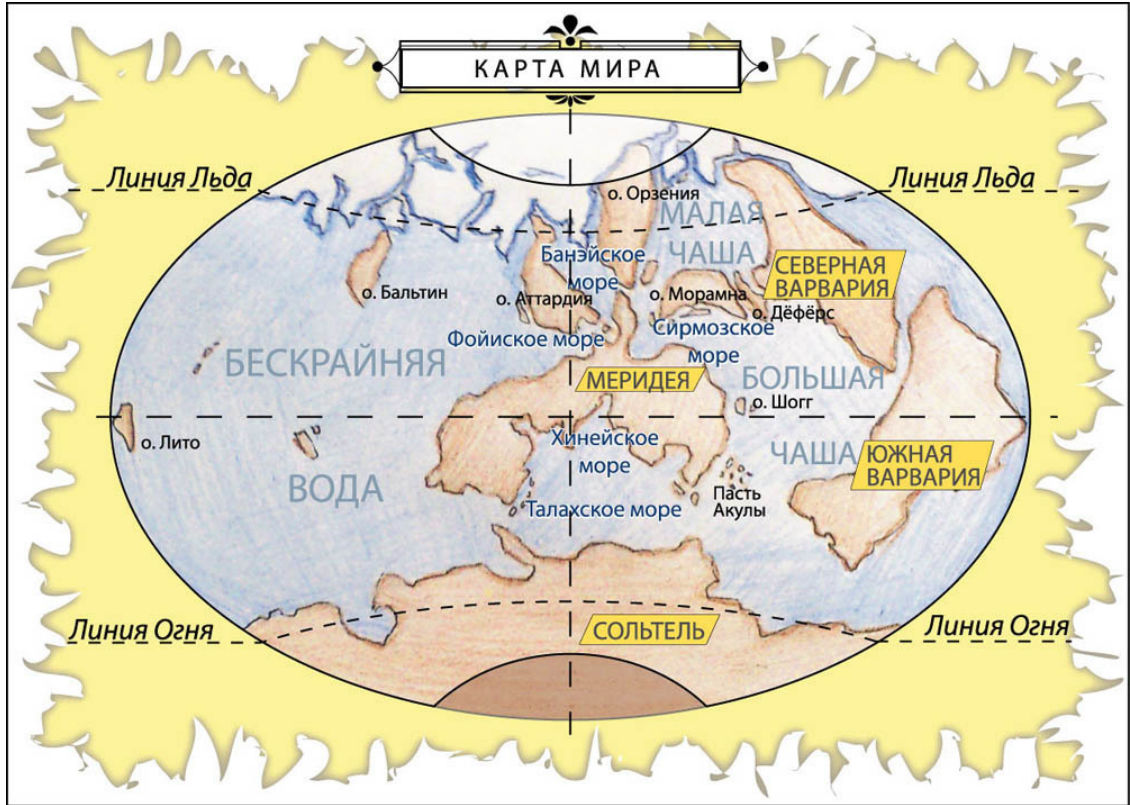 КАРТА МИРА
Линия Льда
Линия Льда
о. Орзения
МАЛАЯ
ЧАША
Банэйское
море
СЕВЕРНАЯ
ВАРВАРИЯ
о. Бальтин
о. Аттардия
о. Морамна
о. Дёфёрс
Фойиское море
Сирмозское
море
БЕСКРАЙНЯЯ
МЕРИДЕЯ
БОЛЬШАЯ
о. Шогг
о. Лито
Хинейское
море
ЧАША
ЮЖНАЯ
ВАРВАРИЯ
ВОДА
Талахское море
Пасть
Акулы
Линия Огня
СОЛЬТЕЛЬ
Линия Огня